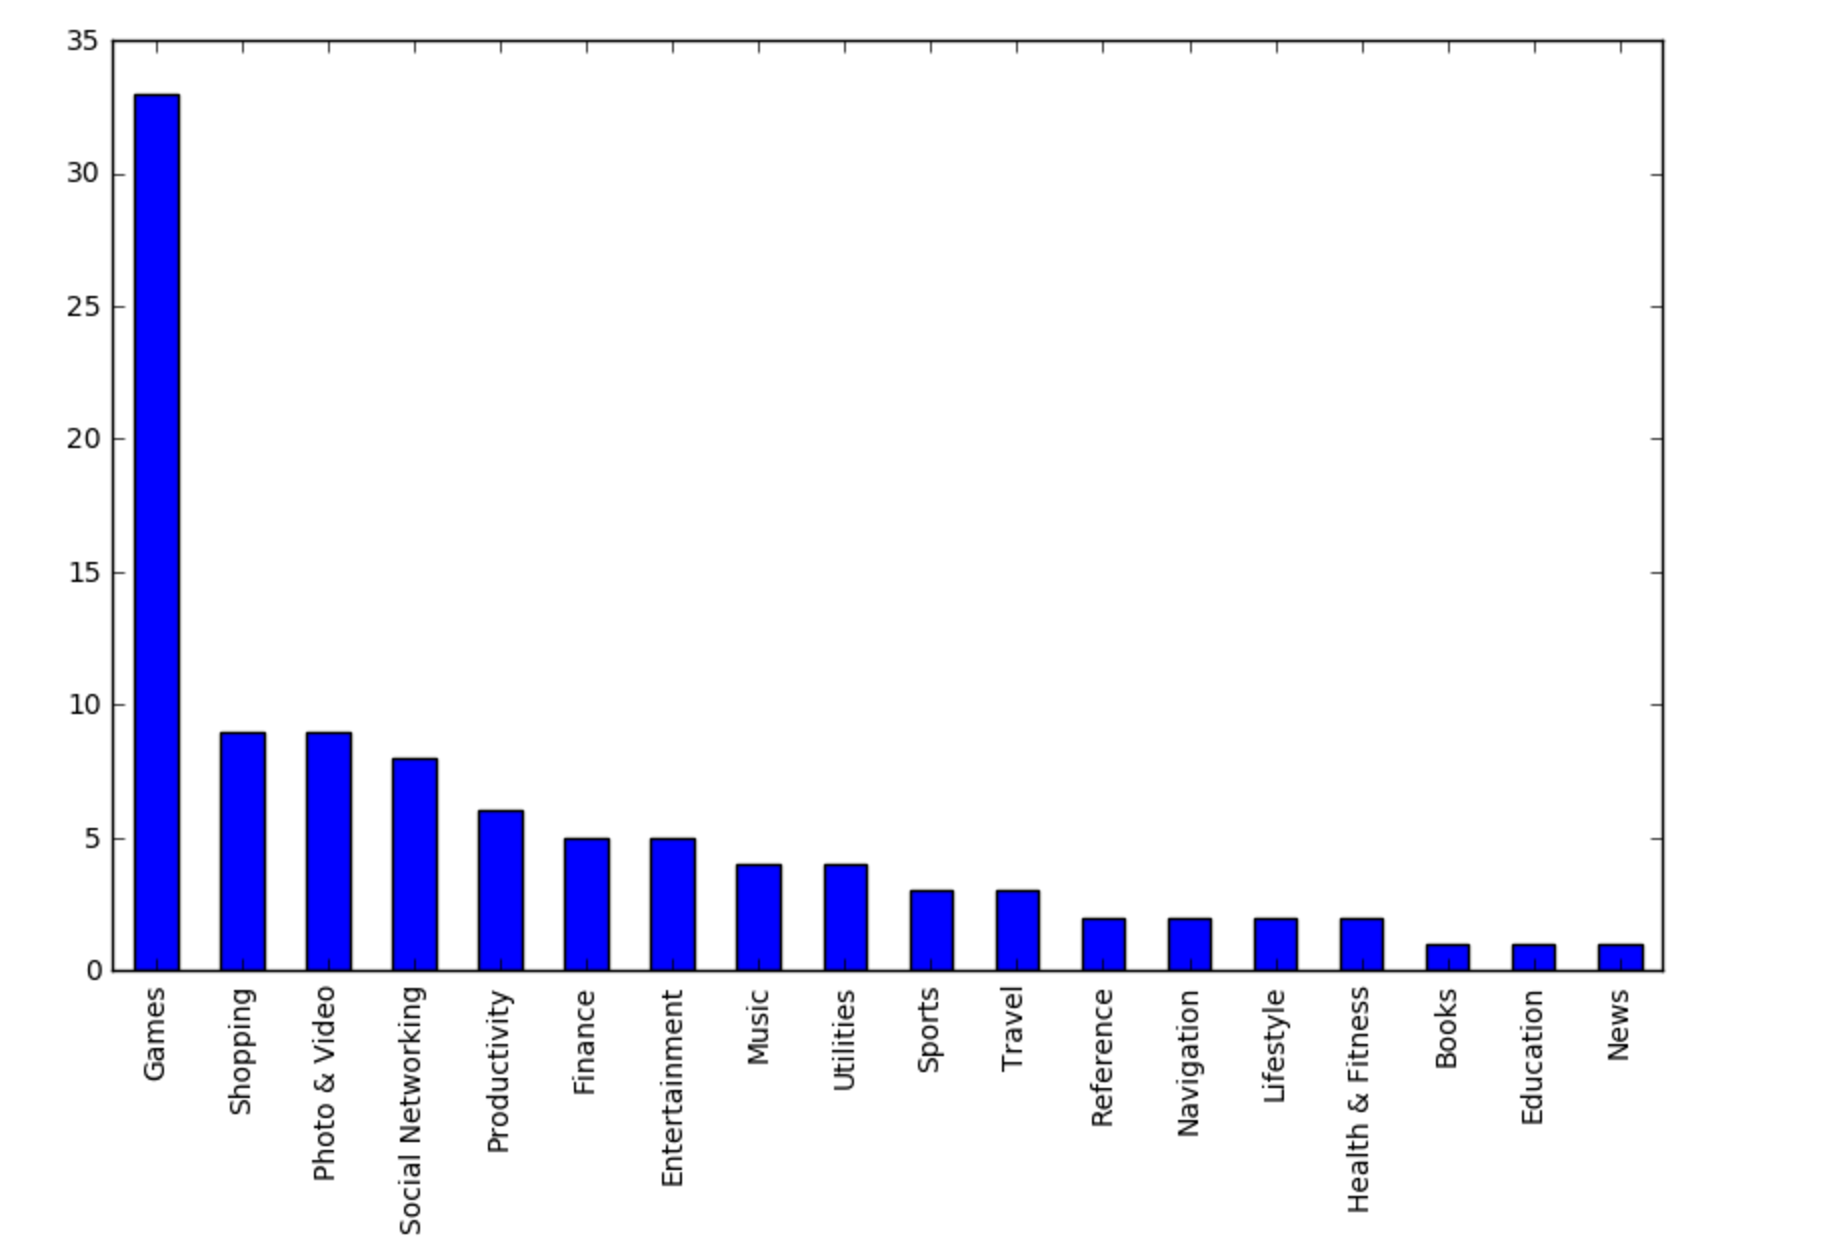 35
30
25
20
15
10
5
0
Games
Shopping
Photo & Video
Social Networking
Productivity
Finance
Entertainment
Music
Utilities
Sports
Travel
Reference
Navigation
Lifestyle
Health & Fitness
Books
Education
News